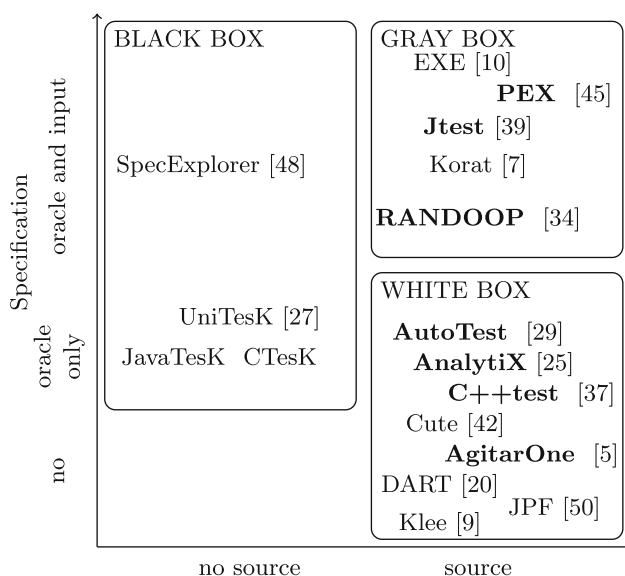 BLACK BOX
SpecExplorer [48]
UniTesK [27]
JavaTesK CTesK
GRAY BOX
EXE [10]
PEX [45]
Jtest [39]
Korat [7]
RANDOOP [34]
WHITE BOX
AutoTest [29]
AnalytiX [25]
C++test [37]
Cute [42]
AgitarOne [5]
DART [20]
JPF [50]
Klee [9]
Specification
oracle and input
oracle
only
no
no source
source